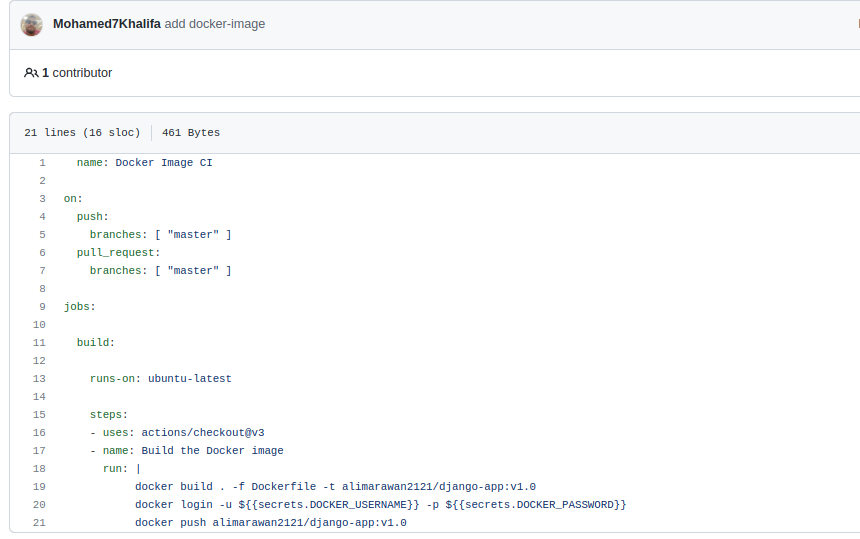 Mohamed7Khalifa add docker-image
1 contributor
21 lines (16 sloc) 461 Bytes
1 name: Docker Image CI
2
3 on:
4 push:
5 branches: [ "master" ]
6 pull_request:
7 branches: [ "master" ]
8
9 jobs:
10
11 build:
12
13 runs-on: ubuntu-latest
14
15 steps:
16 - uses: actions/checkout@v3
17 - name: Build the Docker image
18 run: |
19 docker build . -f Dockerfile -t alimarawan2121/django-app:v1.0
20 docker login -u ${{secrets.DOCKER_USERNAME}} -p ${{secrets.DOCKER_PASSWORD}}
21 docker push alimarawan2121/django-app:v1.0